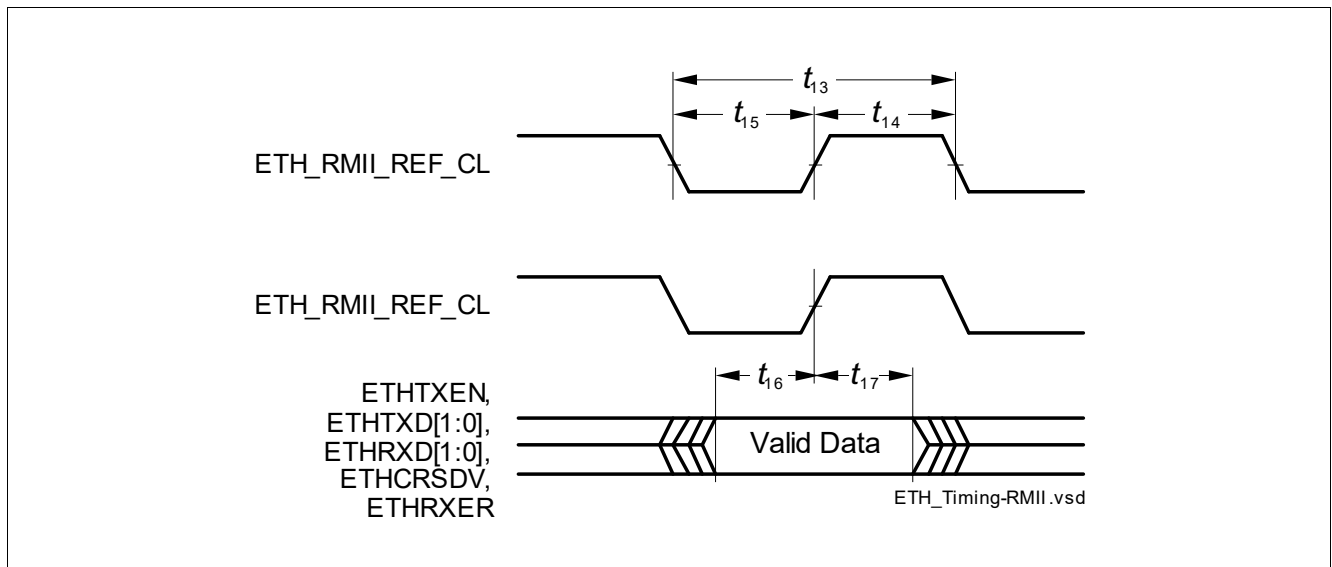 t13
t15 t14
ETH_RMII_REF_CL
ETH_RMII_REF_CL
t16 t17
ETHTXEN,
ETHTXD[1:0],
ETHRXD[1:0],
ETHCRSDV,
ETHRXER
Valid Data
ETH_Timing-RMII.vsd